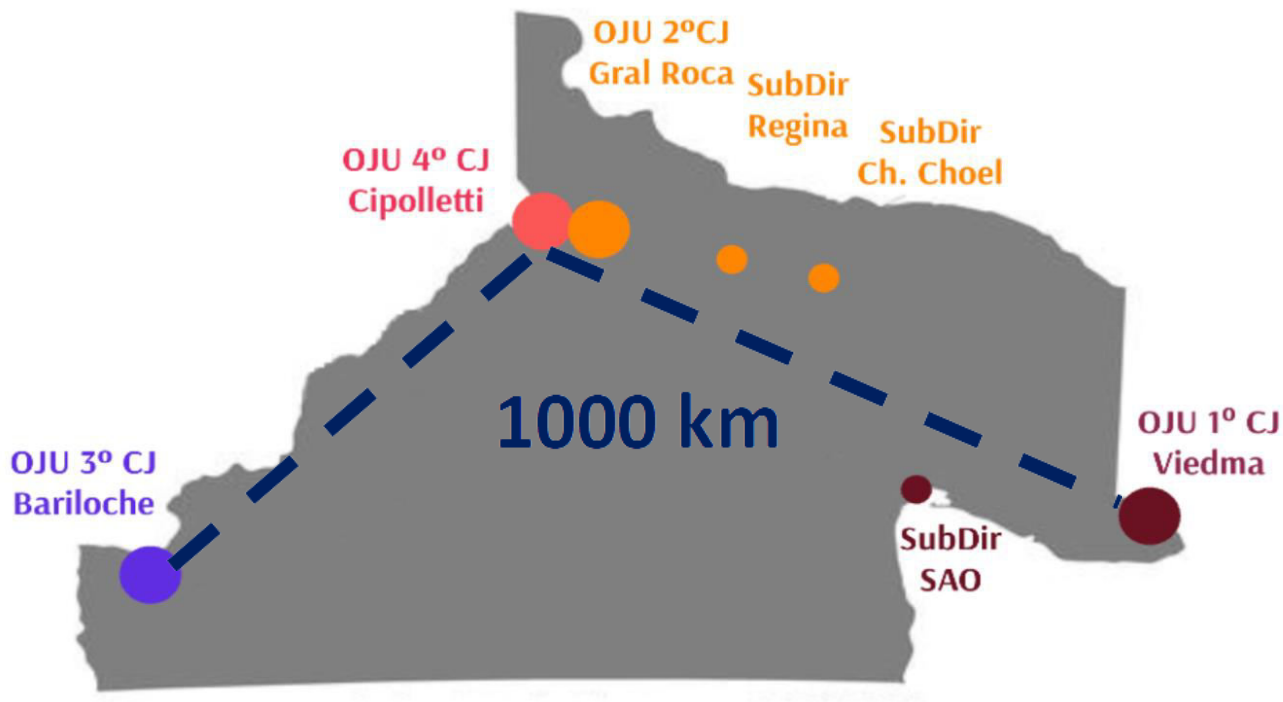 OJU 2ºCJ
Gral Roca
SubDir
Regina
SubDir
Ch. Choel
OJU 4º CJ
Cipolletti
1000 km
OJU 3º CJ
Bariloche
OJU 1º CJ
Viedma
SubDir
SAO